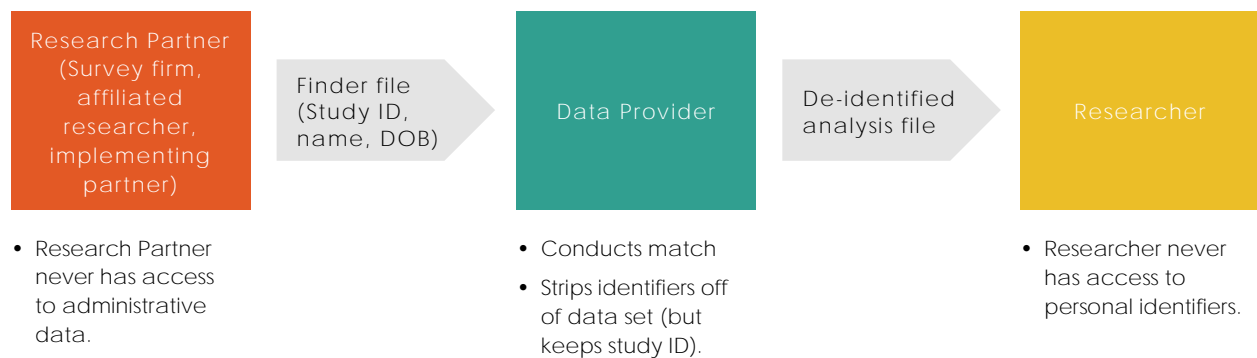 Research Partner
(Survey firm,
affiliated
researcher,
implementing
partner)
Finder file
(Study ID,
name, DOB)
Data Provider
De-identified
analysis file
Researcher
• Research Partner
never has access
to administrative
data.
• Conducts match
• Strips identifiers off
of data set (but
keeps study ID).
• Researcher never
has access to
personal identifiers.